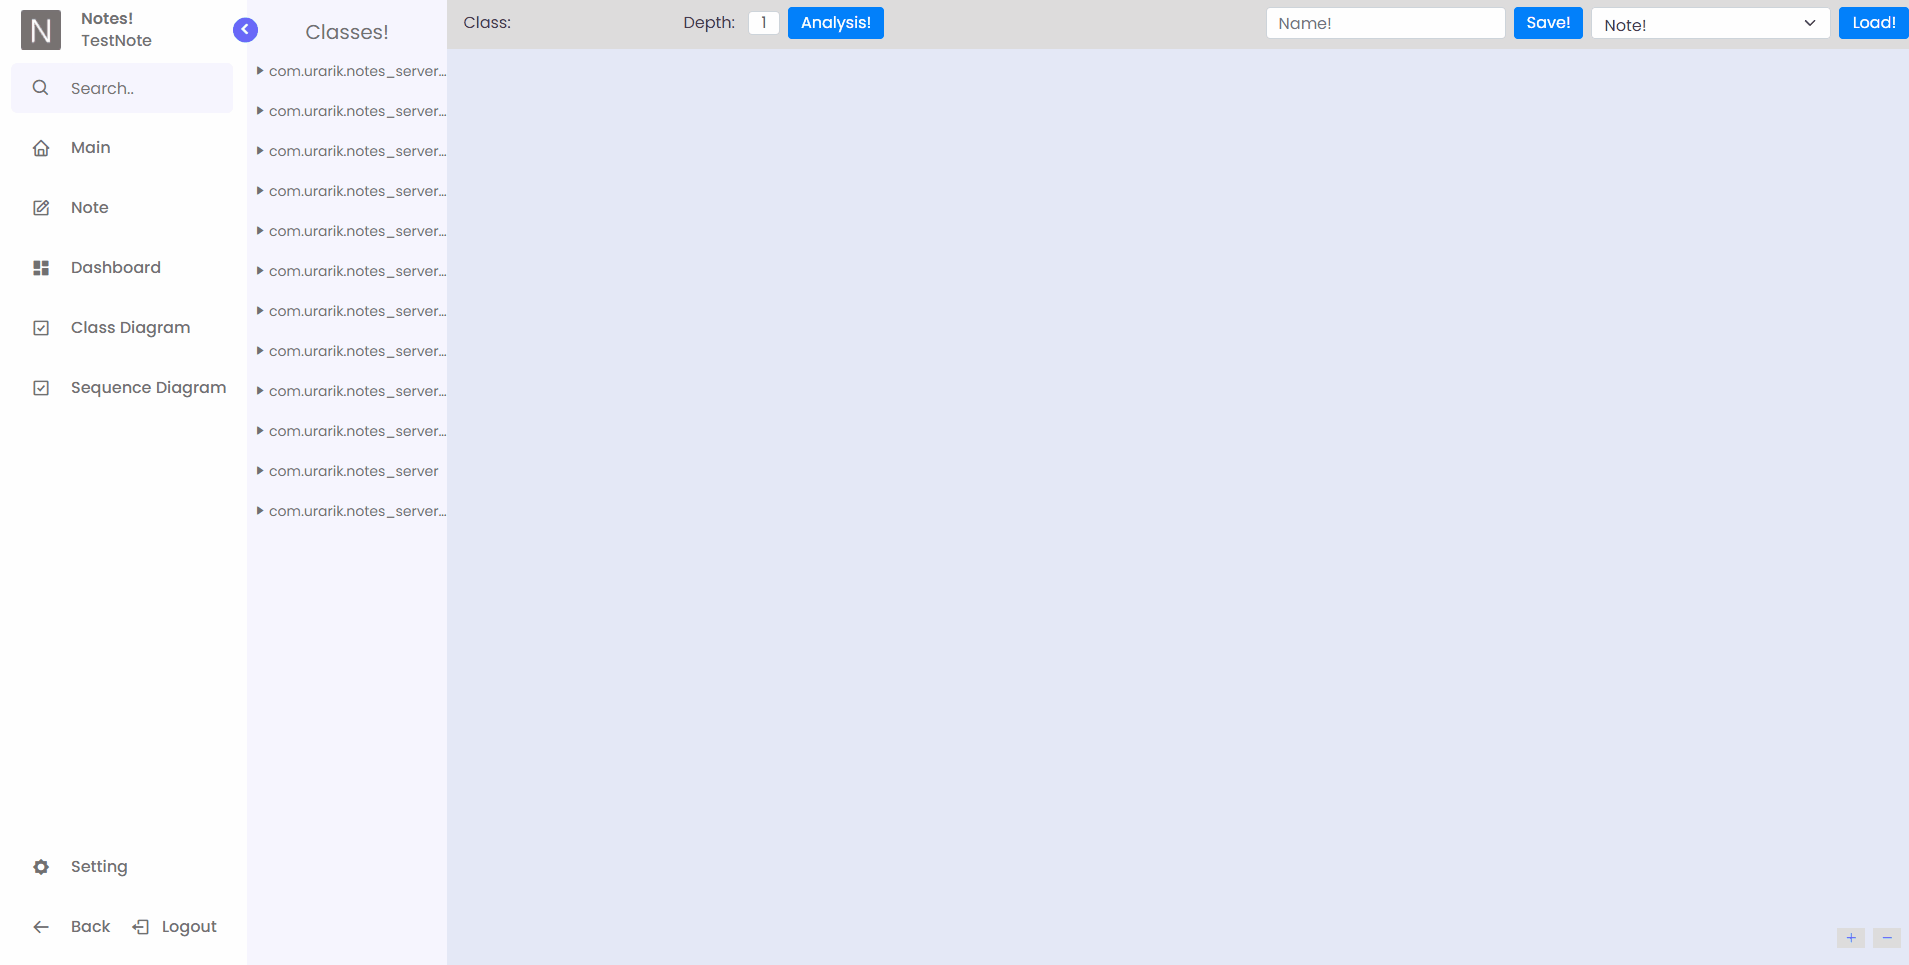 N
Notes!
TestNote
Search..
Main
Note
Dashboard
Class Diagram
Sequence Diagram
Setting
Back
Logout
Classes!
com.urarik.notes_server...
com.urarik.notes_server...
com.urarik.notes_server...
com.urarik.notes_server...
com.urarik.notes_server...
com.urarik.notes_server...
com.urarik.notes_server...
com.urarik.notes_server...
com.urarik.notes_server...
com.urarik.notes_server...
com.urarik.notes_server
com.urarik.notes_server...
Class:
Depth: 1 Analysis!
Name! Save! Note! Load!
+ −